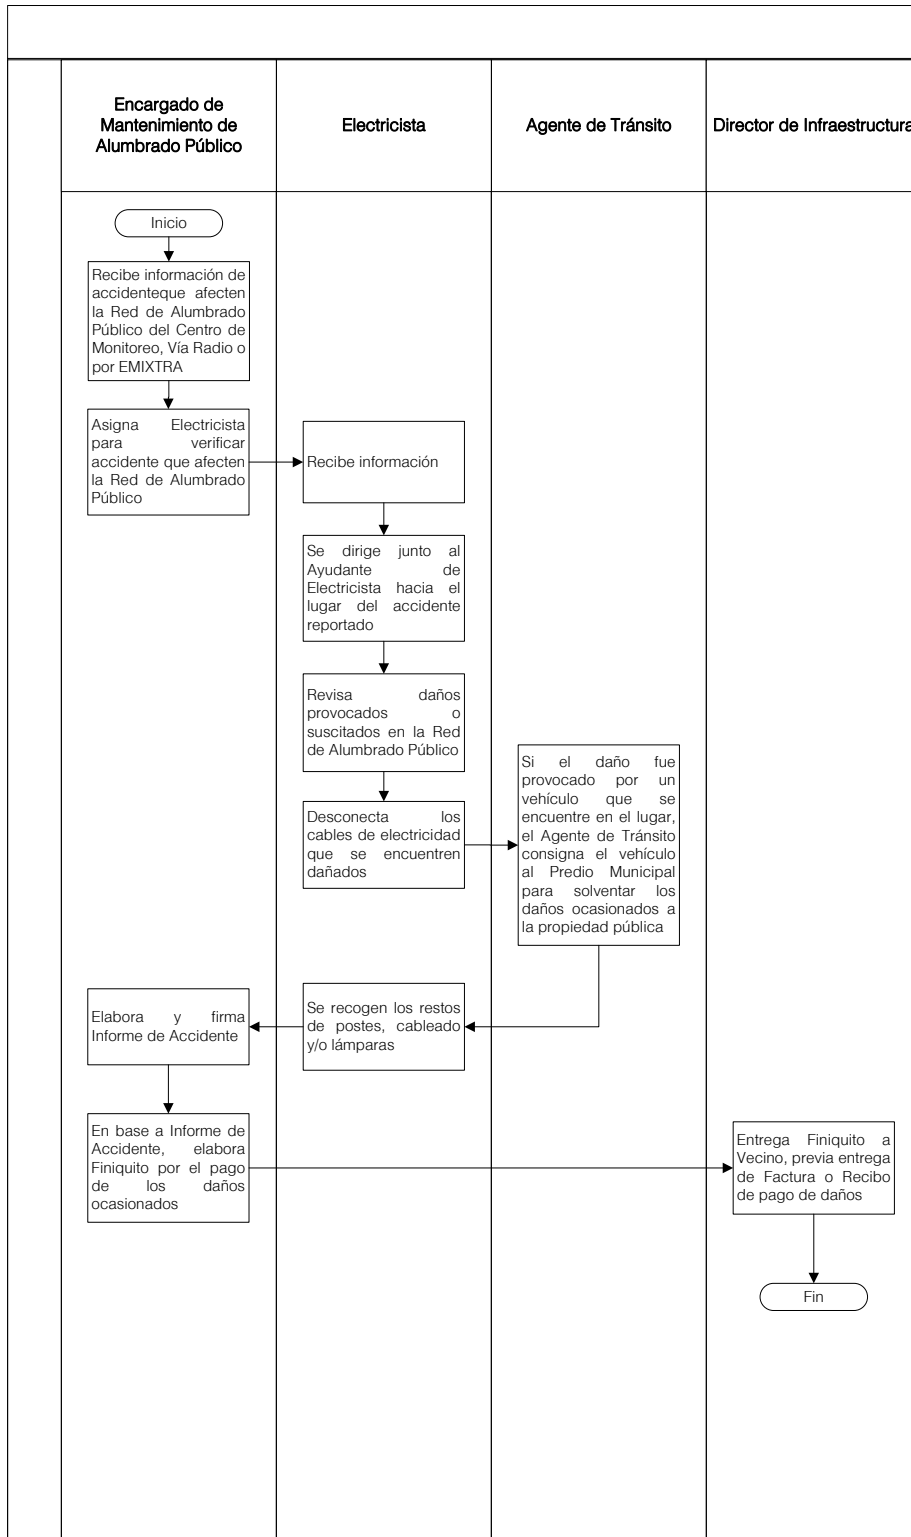 Encargado de
Mantenimiento de
Alumbrado Público
Electricista
Agente de Tránsito
Director de Infraestructura
Inicio
Recibe información de
accidenteque afecten
la Red de Alumbrado
Público del Centro de
Monitoreo, Vía Radio o
por EMIXTRA
Asigna Electricista
para verificar
accidente que afecten
la Red de Alumbrado
Público
Recibe información
Se dirige junto al
Ayudante de
Electricista hacia el
lugar del accidente
reportado
Revisa daños
provocados o
suscitados en la Red
de Alumbrado Público
Desconecta los
cables de electricidad
que se encuentren
dañados
Si el daño fue
provocado por un
vehículo que se
encuentre en el lugar,
el Agente de Tránsito
consigna el vehículo
al Predio Municipal
para solventar los
daños ocasionados a
la propiedad pública
Se recogen los restos
de postes, cableado
y/o lámparas
Elabora y firma
Informe de Accidente
En base a Informe de
Accidente, elabora
Finiquito por el pago
de los daños
ocasionados
Entrega Finiquito a
Vecino, previa entrega
de Factura o Recibo
de pago de daños
Fin